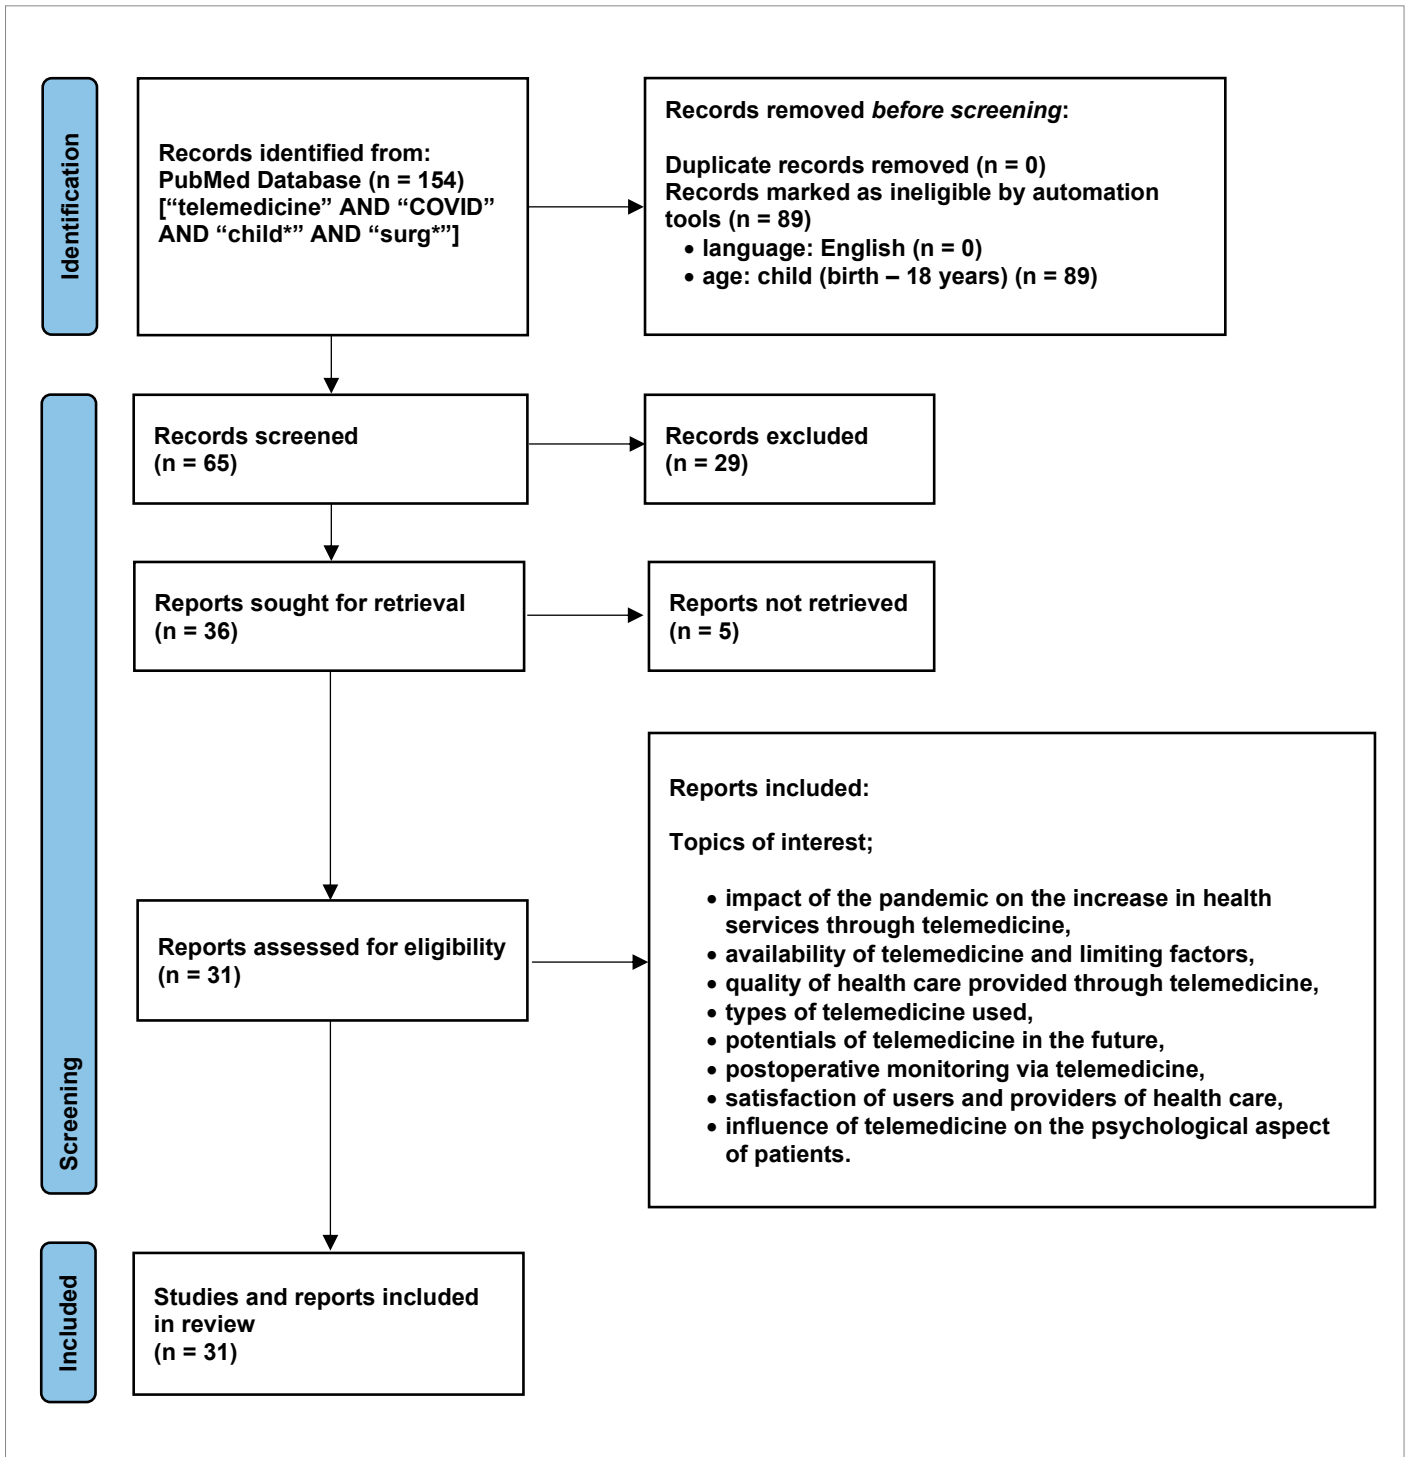 Identification
Records identified from:
PubMed Database (n = 154)
[“telemedicine” AND “COVID”
AND “child*” AND “surg*”]
Records removed before screening:
Duplicate records removed (n = 0)
Records marked as ineligible by automation
tools (n = 89)
• language: English (n = 0)
• age: child (birth – 18 years) (n = 89)
Screening
Records screened
(n = 65)
Records excluded
(n = 29)
Reports sought for retrieval
(n = 36)
Reports not retrieved
(n = 5)
Reports assessed for eligibility
(n = 31)
Reports included:
Topics of interest;
• impact of the pandemic on the increase in health
services through telemedicine,
• availability of telemedicine and limiting factors,
• quality of health care provided through telemedicine,
• types of telemedicine used,
• potentials of telemedicine in the future,
• postoperative monitoring via telemedicine,
• satisfaction of users and providers of health care,
• influence of telemedicine on the psychological aspect
of patients.
Included
Studies and reports included
in review
(n = 31)